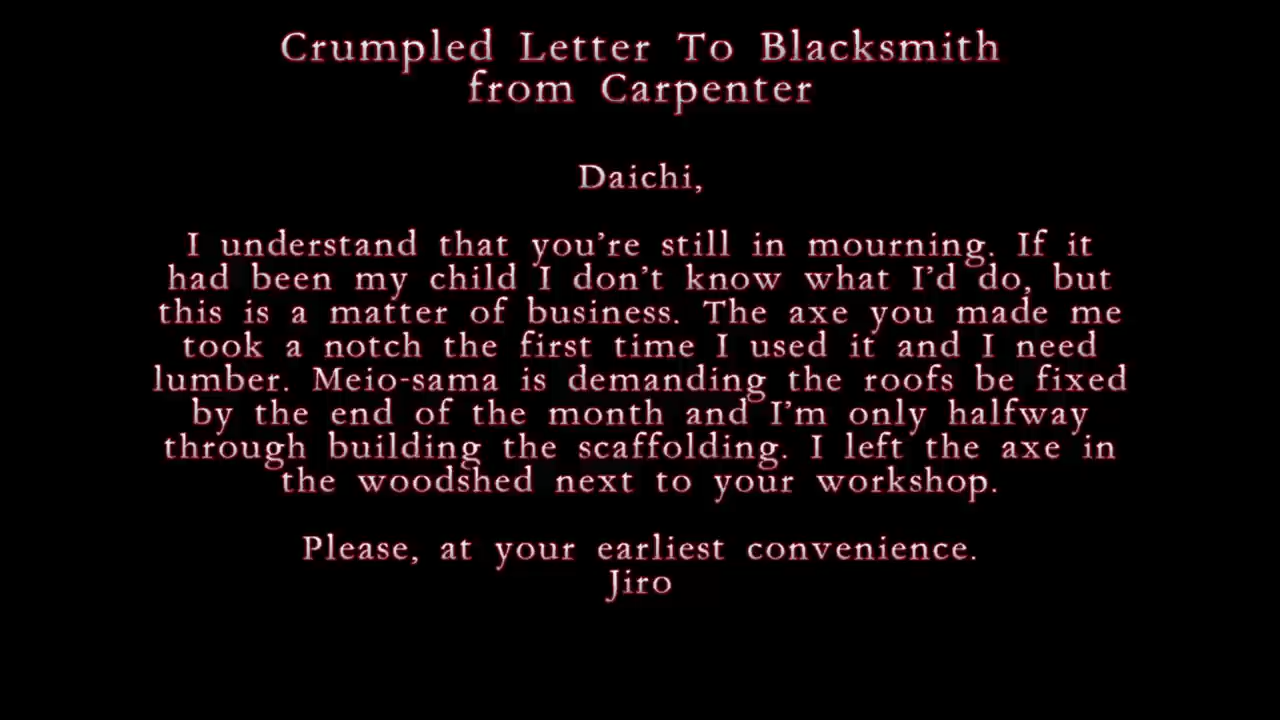 Crumpled Letter To Blacksmith
from Carpenter
Daichi,
I understand that you’re still in mourning. If it
had been my child I don’t know what I’d do, but
this is a matter of business. The axe you made me
took a notch the first time I used it and I need
lumber. Meio-sama is demanding the roofs be fixed
by the end of the month and I’m only halfway
through building the scaffolding. I left the axe in
the woodshed next to your workshop.
Please, at your earliest convenience.
Jiro